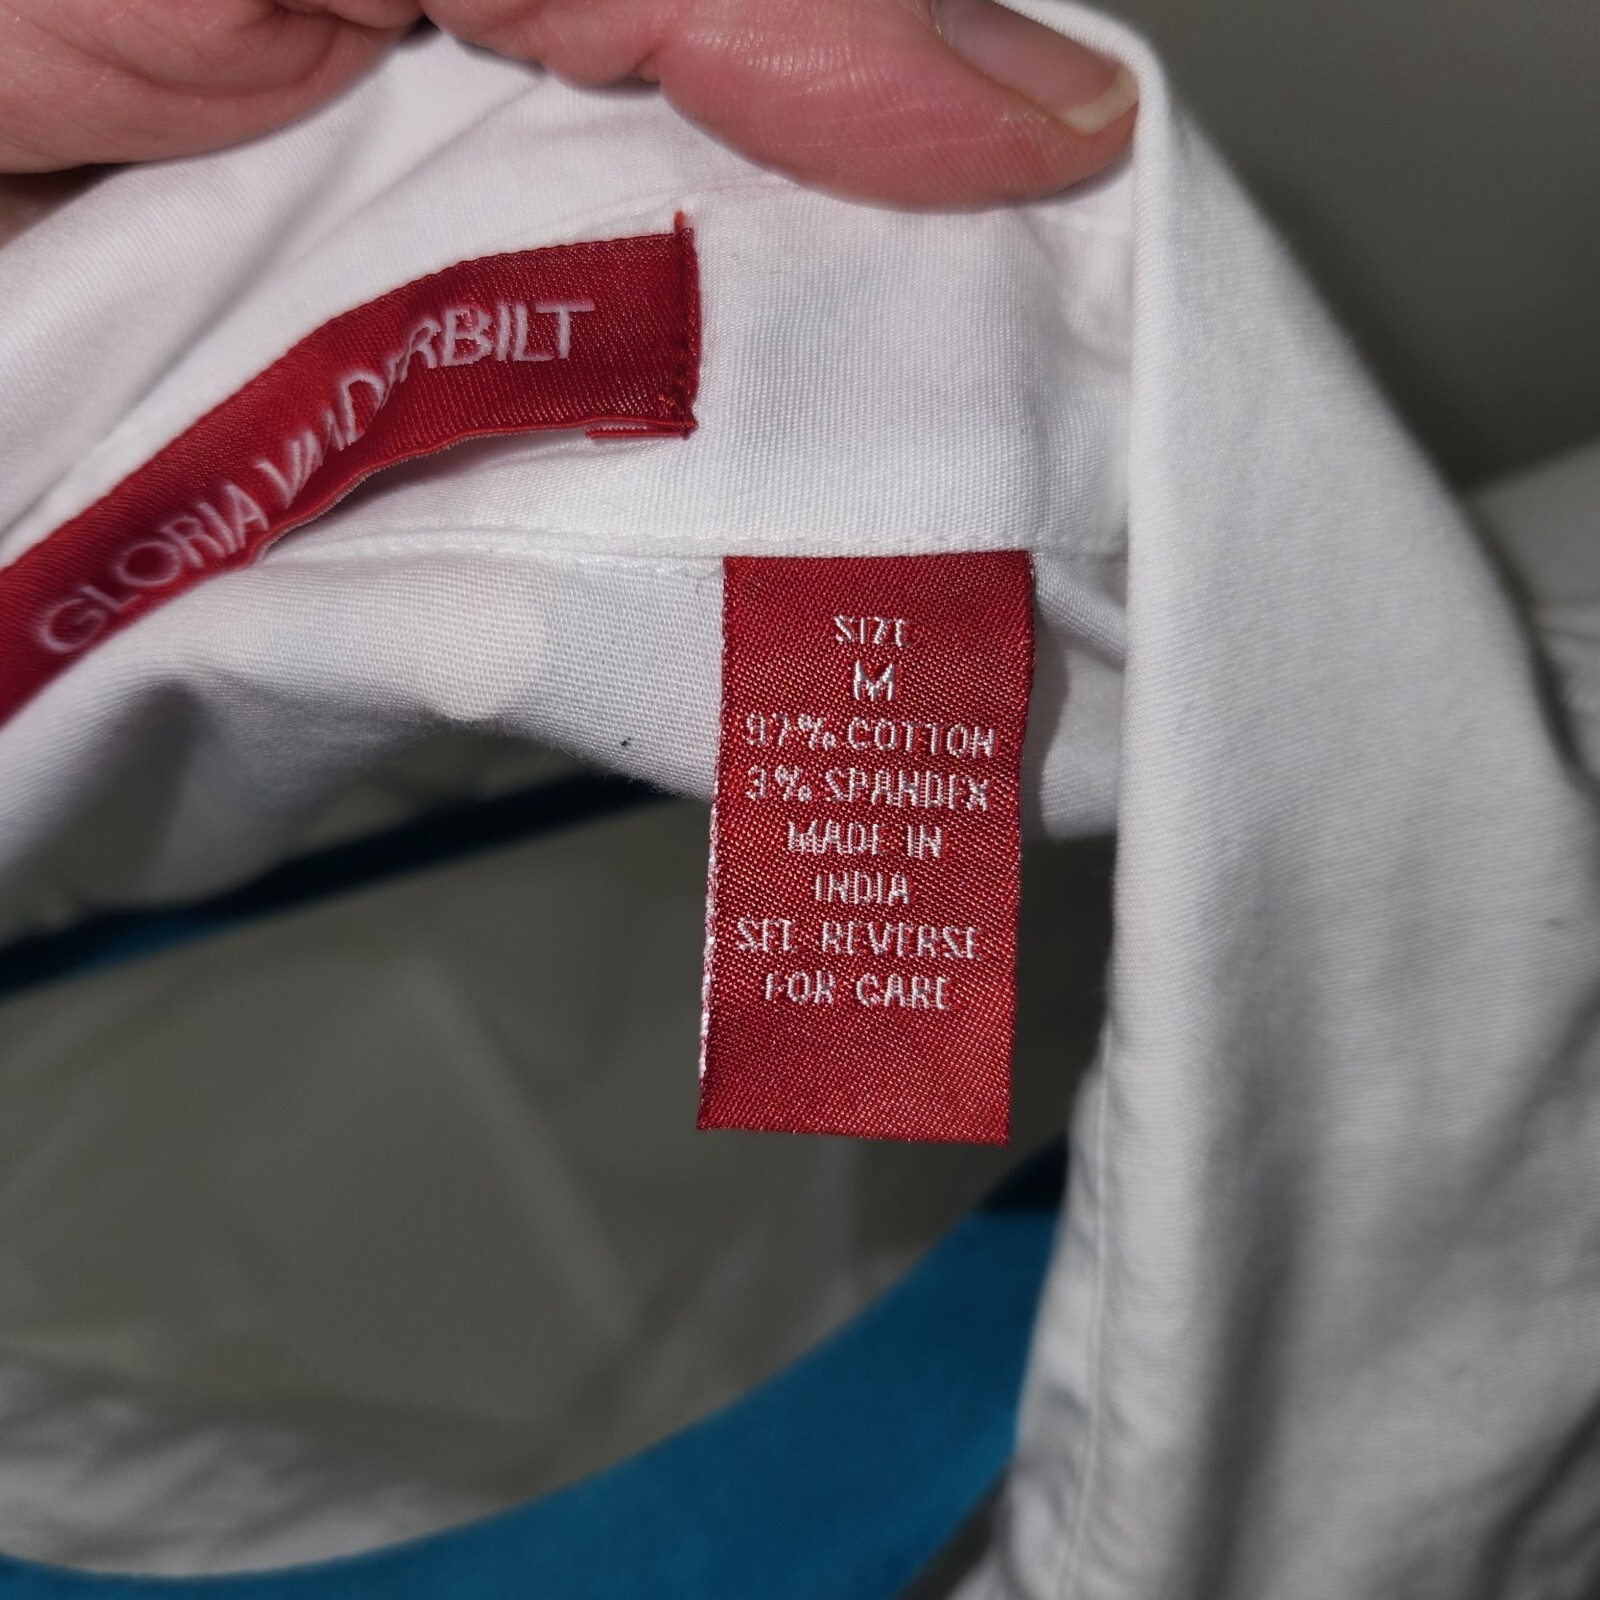 GLORIA VANDERBILT
SIZE
M
97% COTTON
3% SPANDEX
MADE IN
INDIA
SEE REVERSE
FOR CARE